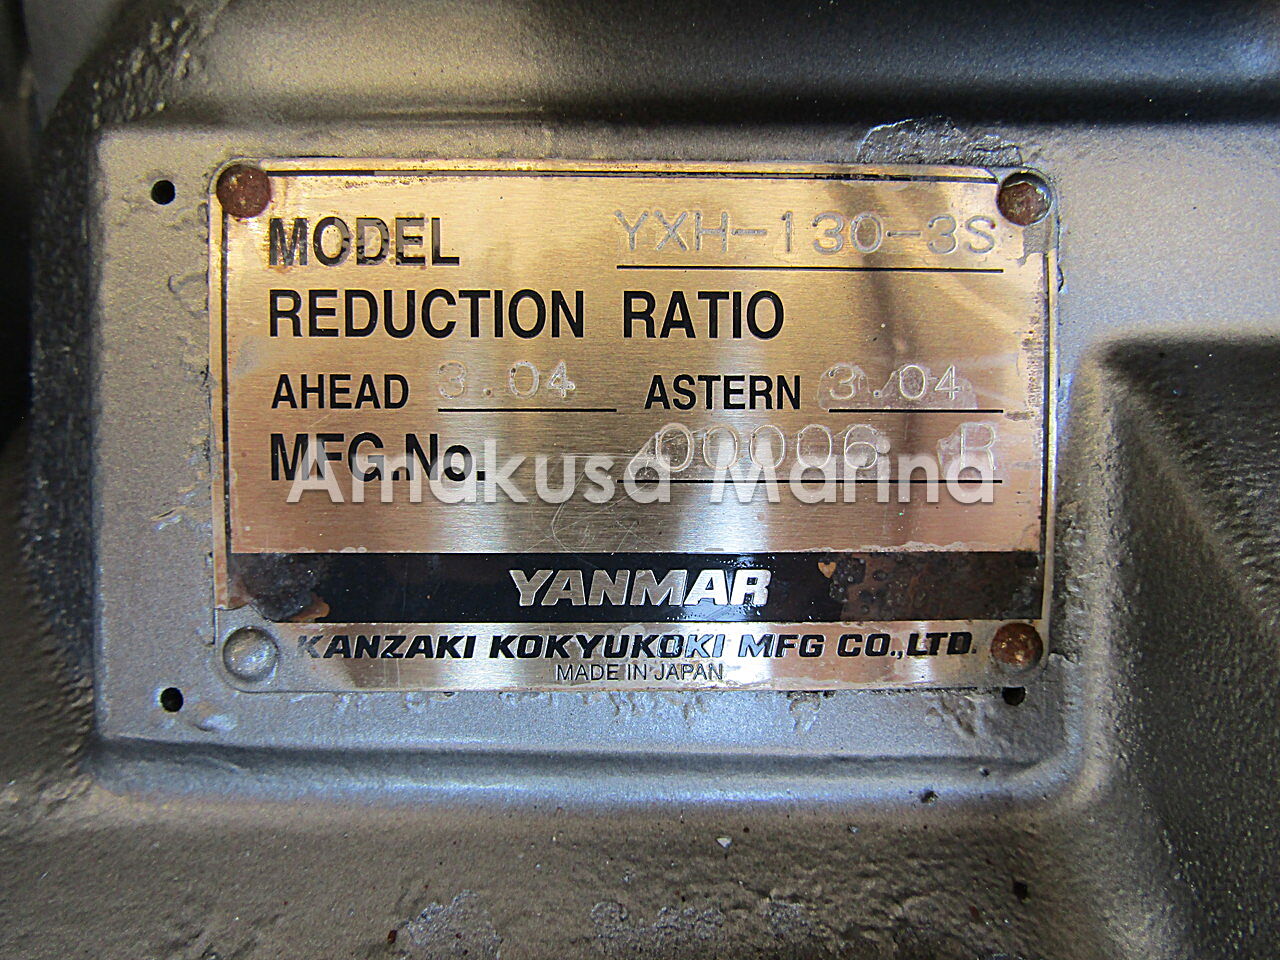 MODEL YXH-130-3S
REDUCTION RATIO
AHEAD 3.04 ASTERN 3.04
MFG.No. 00006 R
Amakusa Marina
YANMAR
KANZAKI KOKYUKOKI MFG CO.,LTD.
MADE IN JAPAN